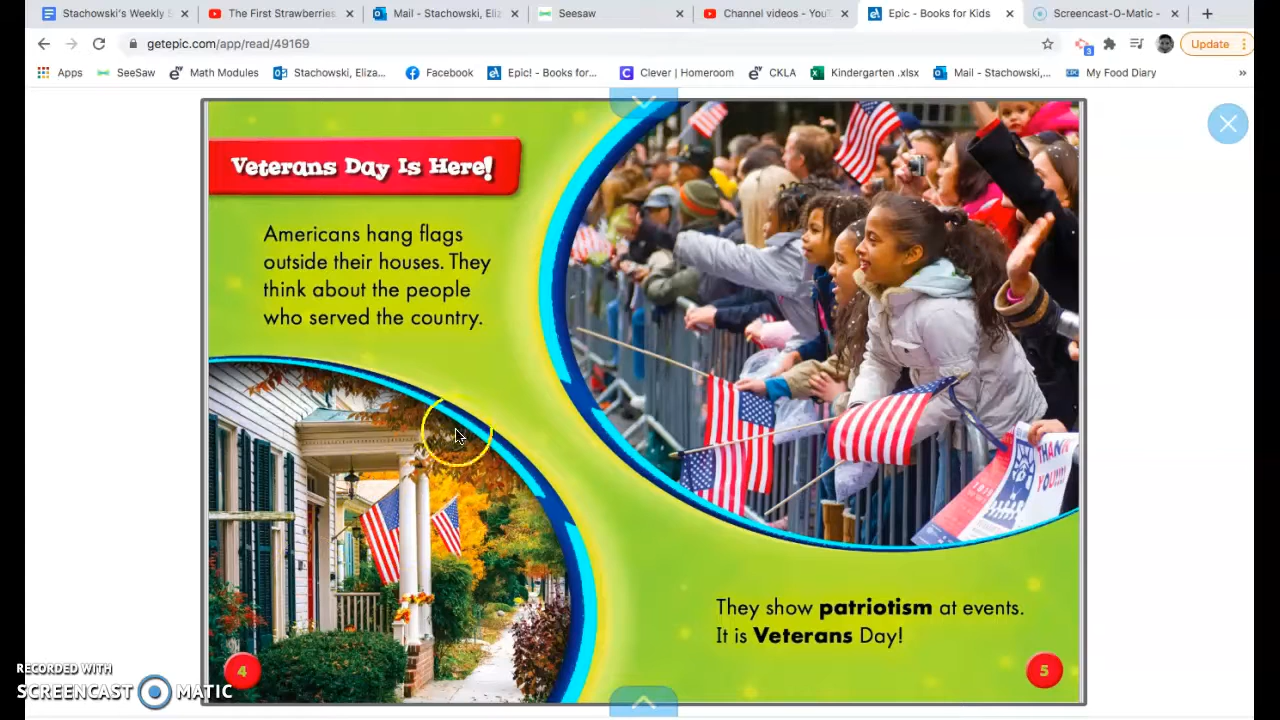 Stachowski's Weekly S
The First Strawberries
Mail - Stachowski, Eliz
Seesaw
Channel videos - YouT
Epic - Books for Kids
Screencast-O-Matic -
getepic.com/app/read/49169
3
Update
Apps
SeeSaw
Math Modules
Stachowski, Eliza...
Facebook
Epic! - Books for...
Clever | Homeroom
CKLA
Kindergarten .xlsx
Mail - Stachowski,...
My Food Diary
»
Veterans Day Is Here!
Americans hang flags
outside their houses. They
think about the people
who served the country.
THANK
YOU!!!!
They show patriotism at events.
It is Veterans Day!
4
5
RECORDED WITH
SCREENCAST MATIC